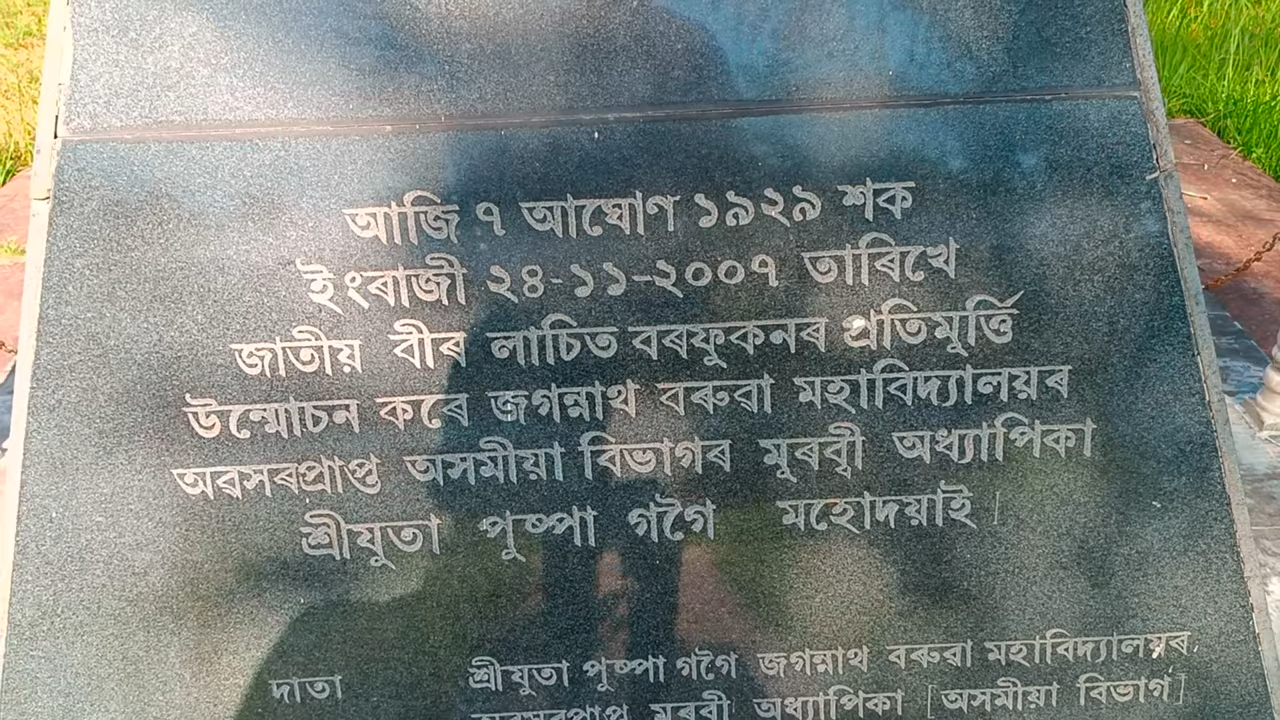 আজি ৭ আঘোণ ১৯২৯ শক
ইংৰাজী ২৪-১১-২০০৭ তাৰিখে
জাতীয় বীৰ লাচিত বৰফুকনৰ প্ৰতিমূৰ্ত্তি
উন্মোচন কৰে জগন্নাথ বৰুৱা মহাবিদ্যালয়ৰ
অৱসৰপ্ৰাপ্ত অসমীয়া বিভাগৰ মূৰব্বী অধ্যাপিকা
শ্ৰীযুতা পুষ্পা গগৈ মহোদয়াই।
দাতা শ্ৰীযুতা পুষ্পা গগৈ জগন্নাথ বৰুৱা মহাবিদ্যালয়ৰ
অৱসৰপ্ৰাপ্ত মূৰব্বী অধ্যাপিকা [অসমীয়া বিভাগ]